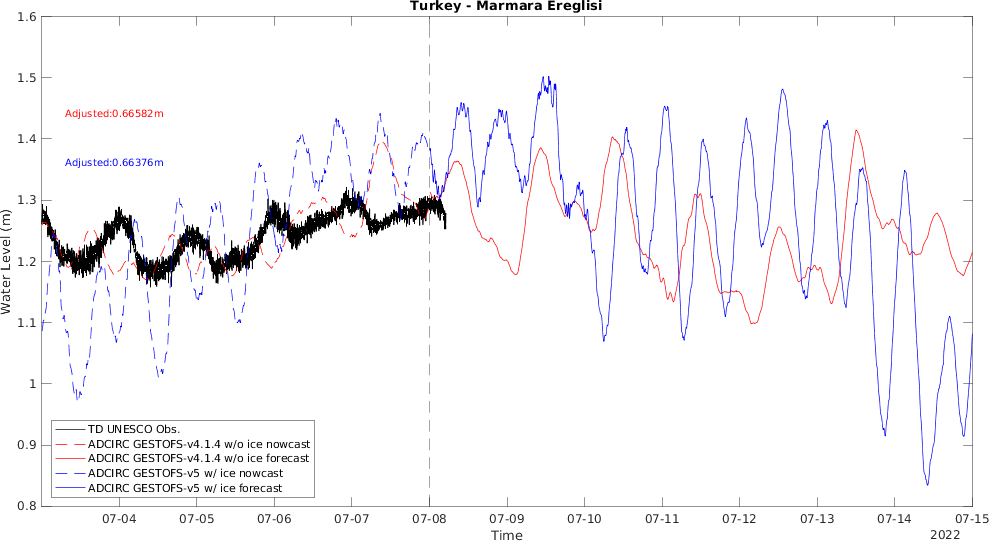 Turkey - Marmara Ereglisi
1.6
1.5
1.4
1.3
1.2
1.1
1
0.9
0.8
Water Level (m)
Adjusted:0.66582m
Adjusted:0.66376m
TD UNESCO Obs.
ADCIRC GESTOFS-v4.1.4 w/o ice nowcast
ADCIRC GESTOFS-v4.1.4 w/o ice forecast
ADCIRC GESTOFS-v5 w/ ice nowcast
ADCIRC GESTOFS-v5 w/ ice forecast
07-04 07-05 07-06 07-07 07-08 07-09 07-10 07-11 07-12 07-13 07-14 07-15
Time
2022